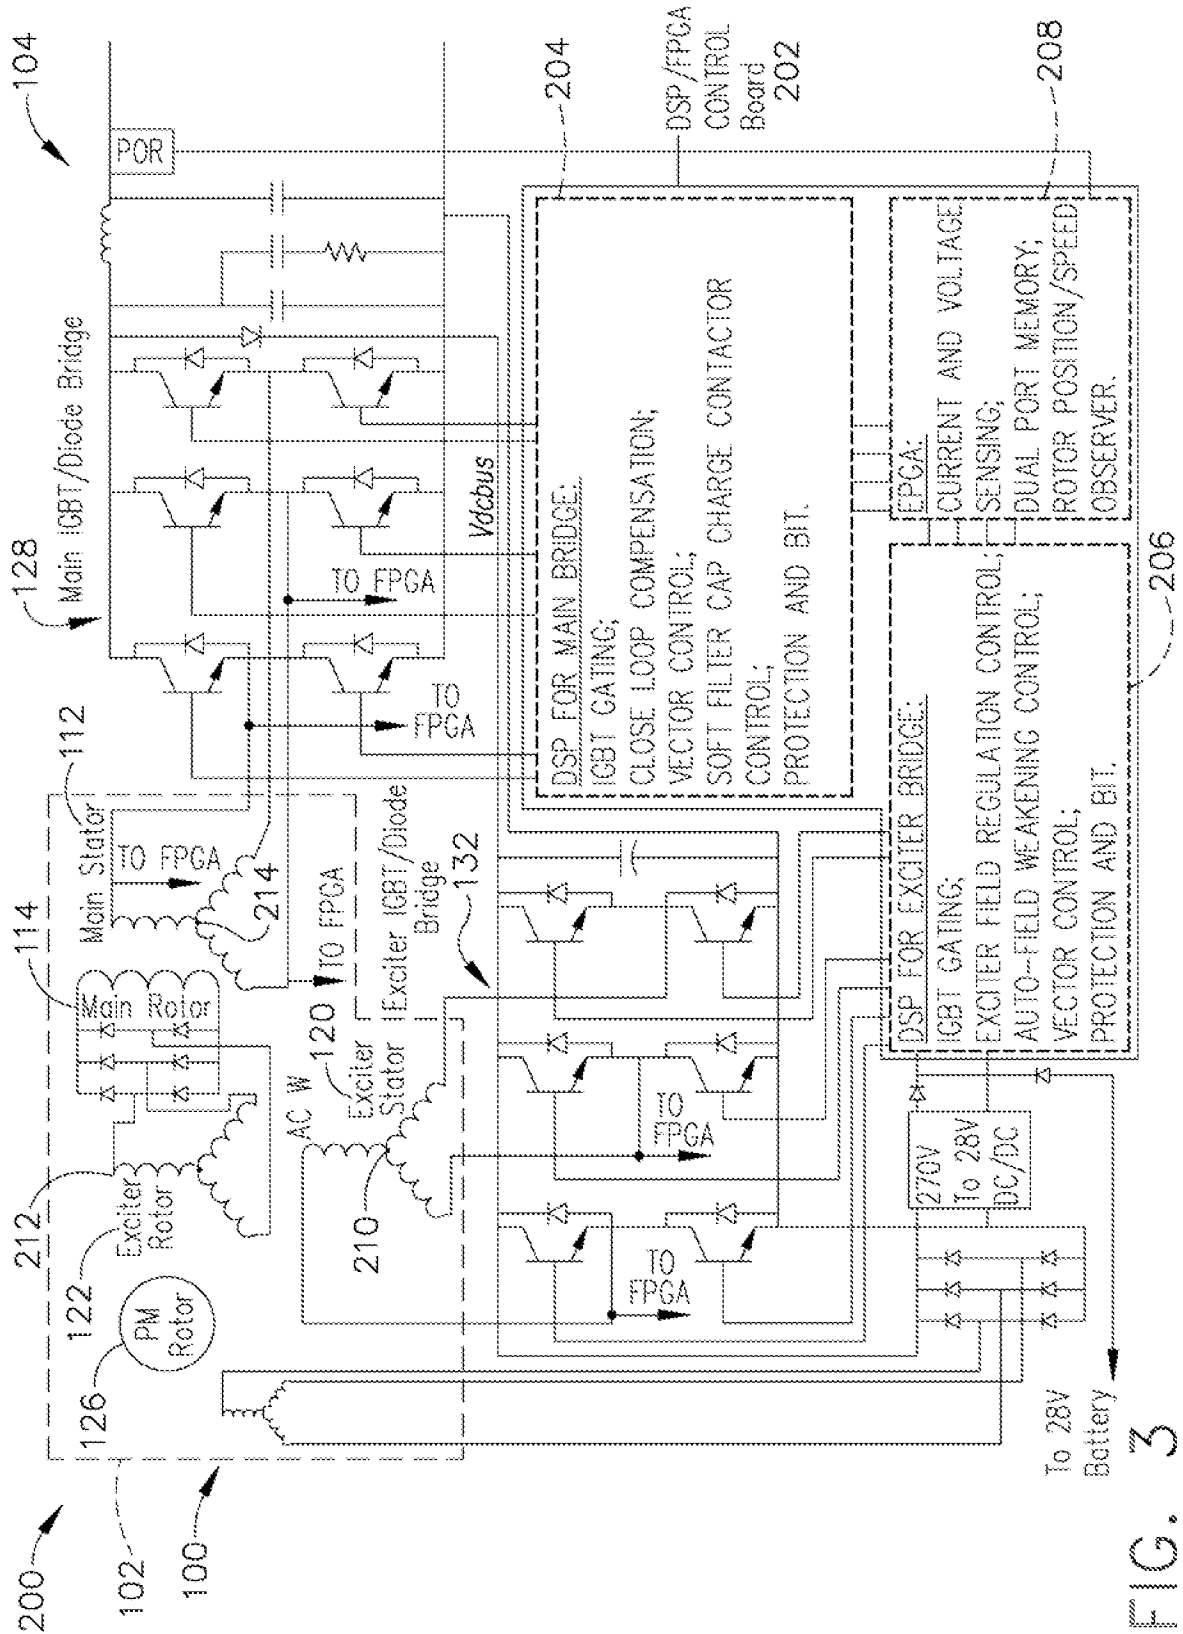 200
102
100
212
126
PM
Rotor
122
Exciter
Rotor
114
Main Rotor
Main Stator
112
TO FPGA
214
TO FPGA
AC W
120
Exciter
Stator
210
Exciter IGBT/Diode
Bridge
132
128
Main IGBT/Diode Bridge
TO
FPGA
TO FPGA
104
POR
Vdcbus
TO
FPGA
TO
FPGA
DSP/FPGA
CONTROL
Board
202
204
DSP FOR MAIN BRIDGE:
IGBT GATING;
CLOSE LOOP COMPENSATION;
VECTOR CONTROL;
SOFT FILTER CAP CHARGE CONTACTOR
CONTROL;
PROTECTION AND BIT.
208
EPGA:
CURRENT AND VOLTAGE
SENSING;
DUAL PORT MEMORY;
ROTOR POSITION/SPEED
OBSERVER.
206
DSP FOR EXCITER BRIDGE:
IGBT GATING;
EXCITER FIELD REGULATION CONTROL;
AUTO-FIELD WEAKENING CONTROL;
VECTOR CONTROL;
PROTECTION AND BIT.
270V
To 28V
DC/DC
To 28V
Battery
FIG. 3